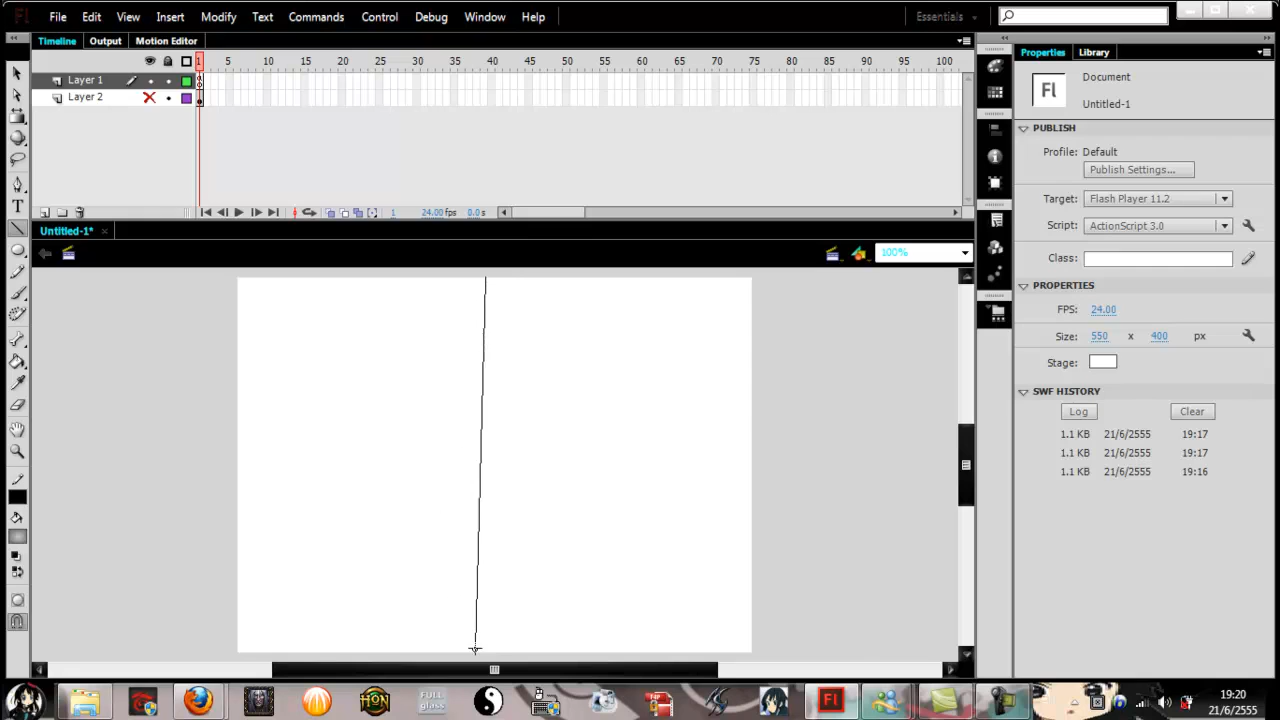 Fl File Edit View Insert Modify Text Commands Control Debug Window Help Essentials
Timeline Output Motion Editor
1 5 10 15 20 25 30 35 40 45 50 55 60 65 70 75 80 85 90 95 100
Layer 1
Layer 2
1 24.00 fps 0.0 s
Untitled-1*
100%
Properties Library
Fl
Document
Untitled-1
PUBLISH
Profile: Default
Publish Settings...
Target: Flash Player 11.2
Script: ActionScript 3.0
Class:
PROPERTIES
FPS: 24.00
Size: 550 x 400 px
Stage:
SWF HISTORY
Log Clear
1.1 KB 21/6/2555 19:17
1.1 KB 21/6/2555 19:17
1.1 KB 21/6/2555 19:16
HON FULL glass Fl
19:20
21/6/2555